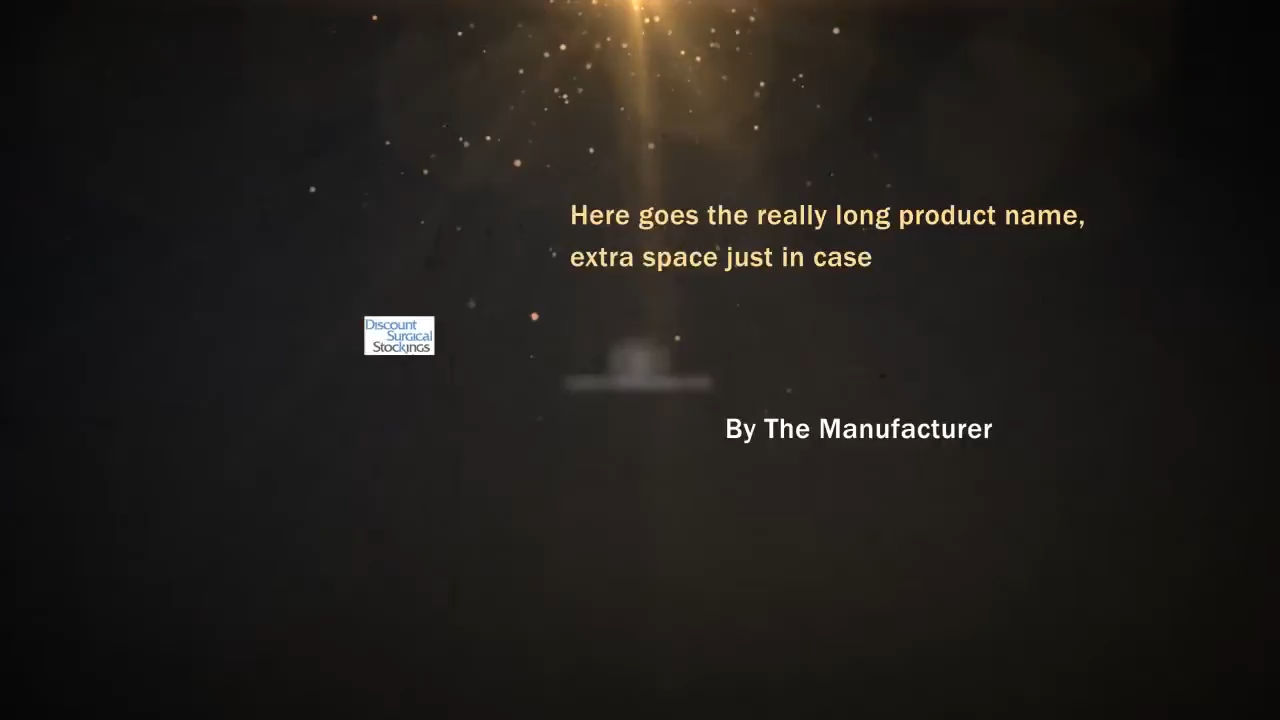 Here goes the really long product name,
extra space just in case
Discount
Surgical
Stockings
By The Manufacturer